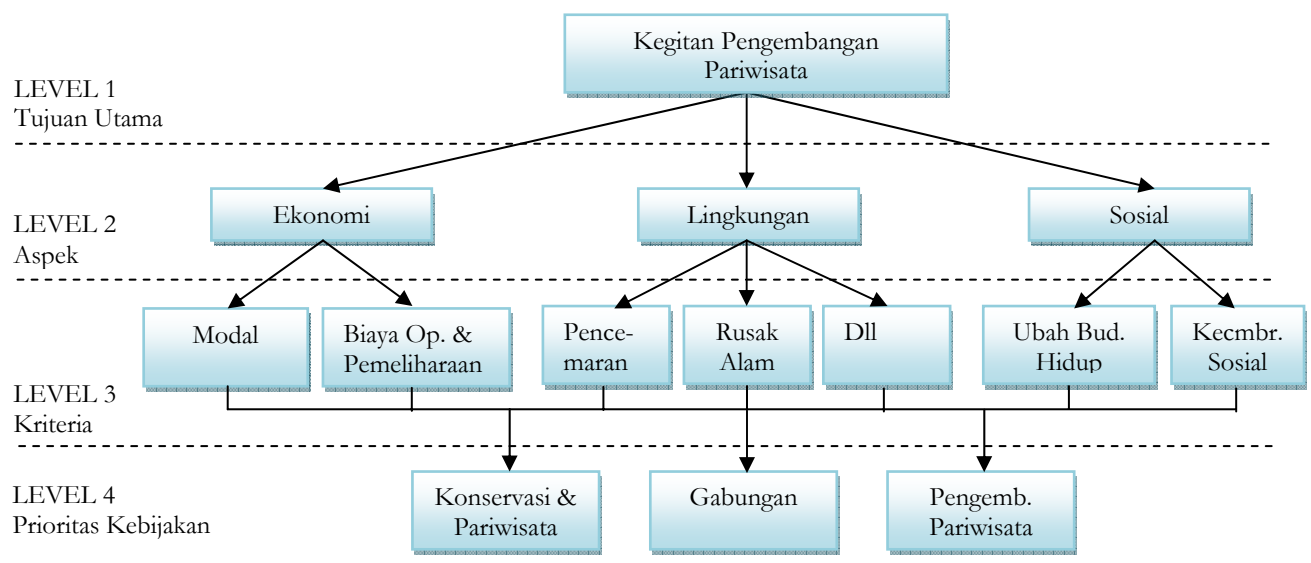 Kegitan Pengembangan
Pariwisata
LEVEL 1
Tujuan Utama
Ekonomi
Lingkungan
Sosial
LEVEL 2
Aspek
Modal
Biaya Op. &
Pemeliharaan
Pence-
maran
Rusak
Alam
Dll
Ubah Bud.
Hidup
Kecmbr.
Sosial
LEVEL 3
Kriteria
LEVEL 4
Prioritas Kebijakan
Konservasi &
Pariwisata
Gabungan
Pengemb.
Pariwisata